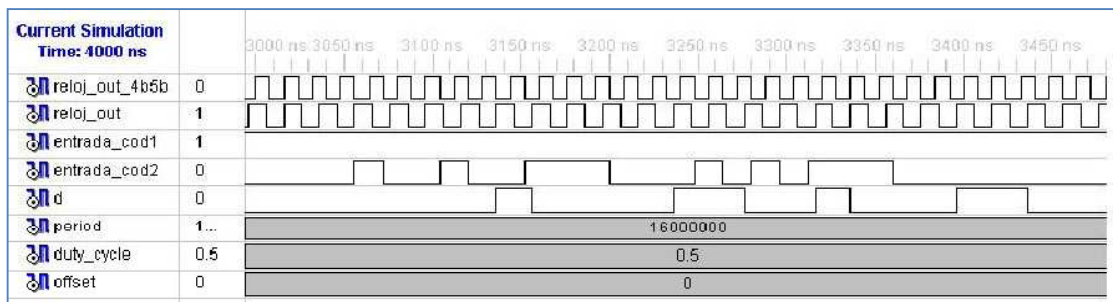 Current Simulation
Time: 4000 ns
3000 ns 3050 ns 3100 ns 3150 ns 3200 ns 3250 ns 3300 ns 3350 ns 3400 ns 3450 ns
reloj_out_4b5b 0
reloj_out 1
entrada_cod1 1
entrada_cod2 0
d 0
period 1... 16000000
duty_cycle 0.5 0.5
offset 0 0